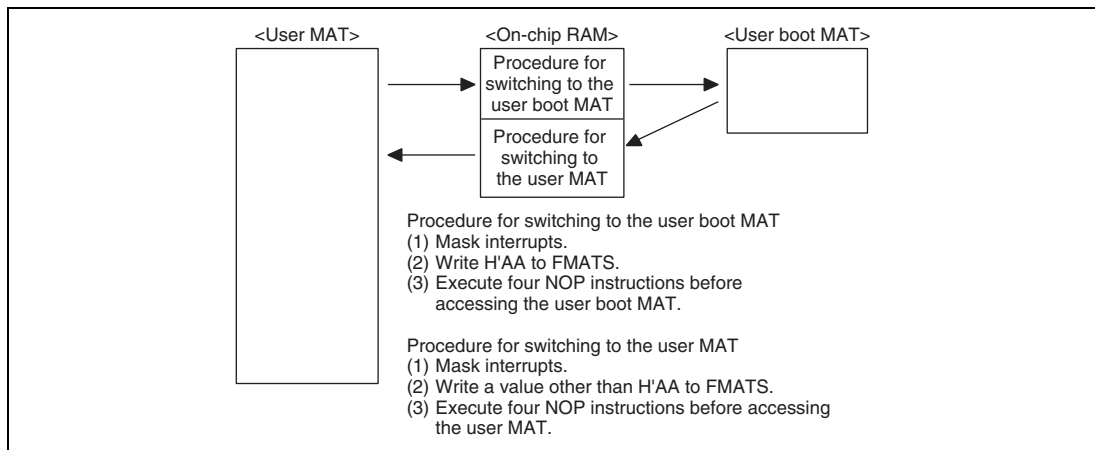 <User MAT>
<On-chip RAM>
<User boot MAT>
Procedure for
switching to the
user boot MAT
Procedure for
switching to
the user MAT
Procedure for switching to the user boot MAT
(1) Mask interrupts.
(2) Write H'AA to FMATS.
(3) Execute four NOP instructions before
accessing the user boot MAT.
Procedure for switching to the user MAT
(1) Mask interrupts.
(2) Write a value other than H'AA to FMATS.
(3) Execute four NOP instructions before accessing
the user MAT.